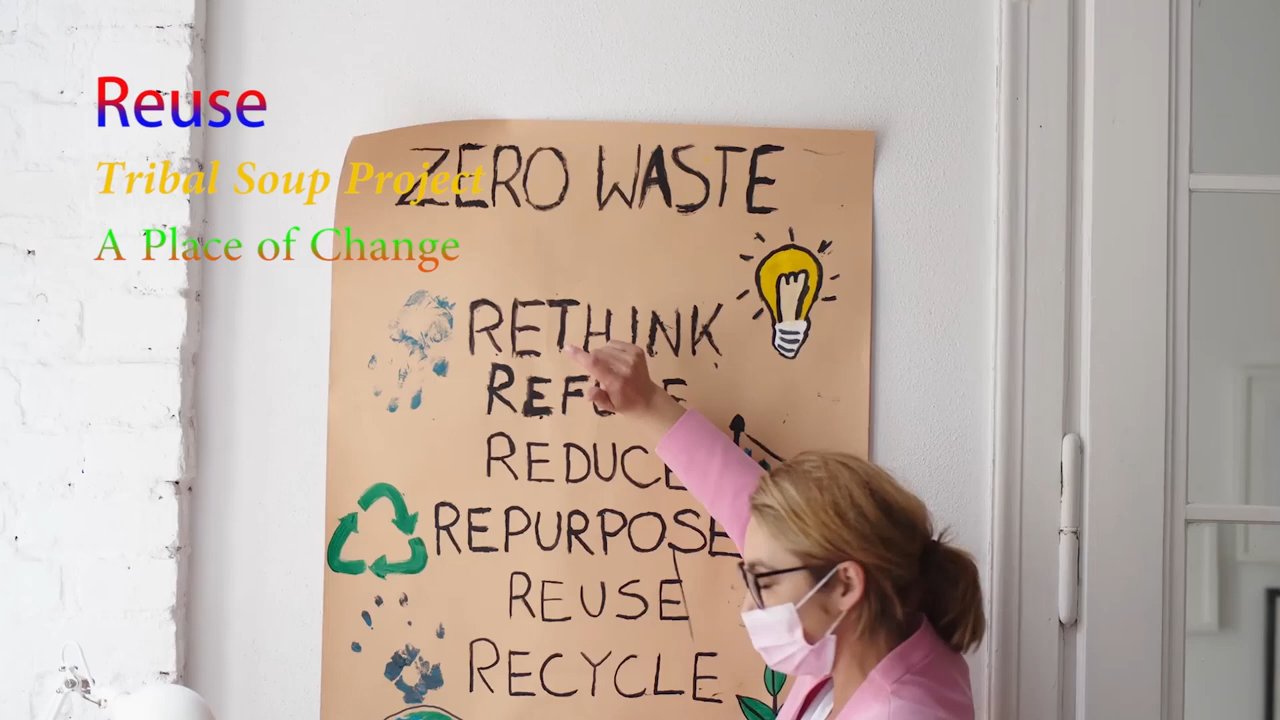 Reuse
Tribal Soup Project
A Place of Change
ZERO WASTE
RETHINK
REDUCE
REPURPOSE
REUSE
RECYCLE